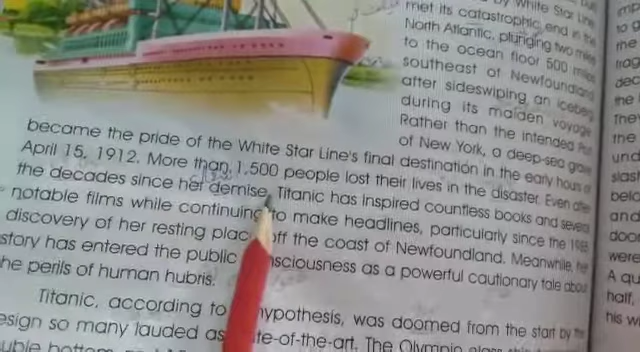 by White Star Line
met its catastrophic end in the
North Atlantic, plunging two miles
to the ocean floor 500 miles
southeast of Newfoundland
after sideswiping an iceberg
during its maiden voyage
Rather than the intended Port
of New York, a deep-sea grave
became the pride of the White Star Line's final destination in the early hours of
April 15, 1912. More than 1,500 people lost their lives in the disaster. Even after
the decades since her demise, Titanic has inspired countless books and several
notable films while continuing to make headlines, particularly since the 1985
discovery of her resting plac off the coast of Newfoundland. Meanwhile, her
story has entered the public nsciousness as a powerful cautionary tale about
he perils of human hubris.
Titanic, according to hypothesis, was doomed from the start by the
esign so many lauded as te-of-the-art. The Olympic